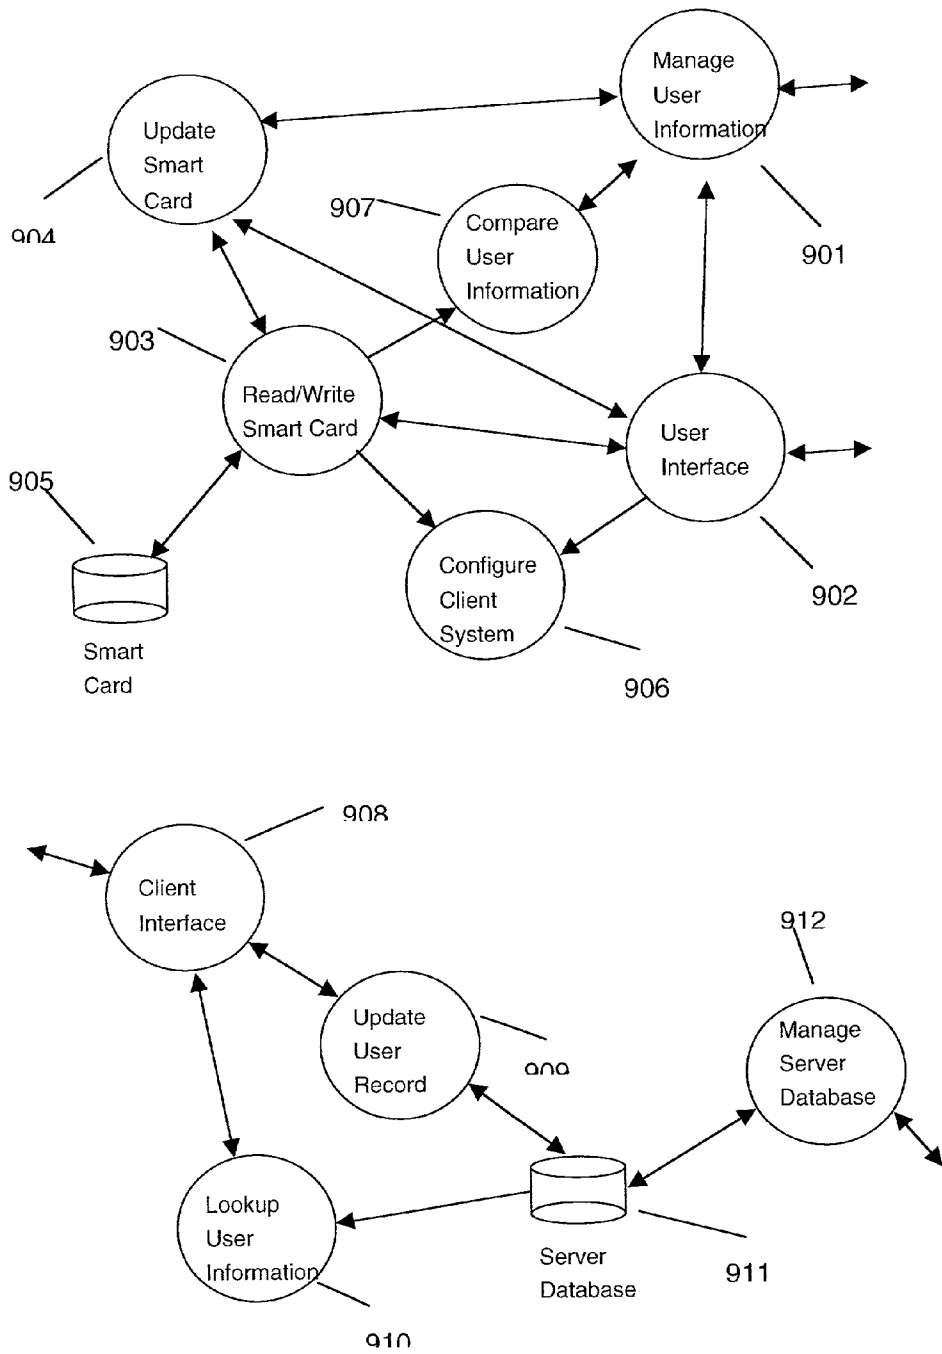 Manage
User
Information
901
Update
Smart
Card
904
907
Compare
User
Information
903
Read/Write
Smart Card
User
Interface
902
905
Smart
Card
Configure
Client
System
906
908
Client
Interface
912
Update
User
Record
909
Manage
Server
Database
Lookup
User
Information
910
Server
Database
911